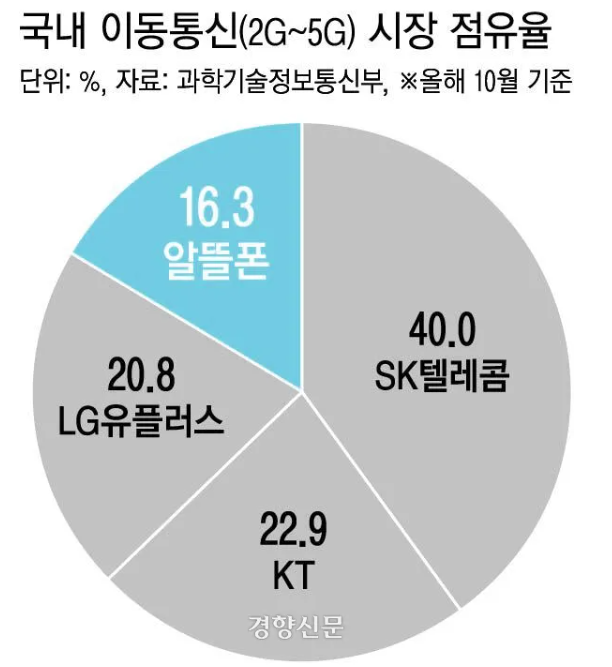 국내 이동통신(2G~5G) 시장 점유율
단위: %, 자료: 과학기술정보통신부, ※올해 10월 기준
16.3
알뜰폰
40.0
SK텔레콤
20.8
LG유플러스
22.9
KT
경향신문